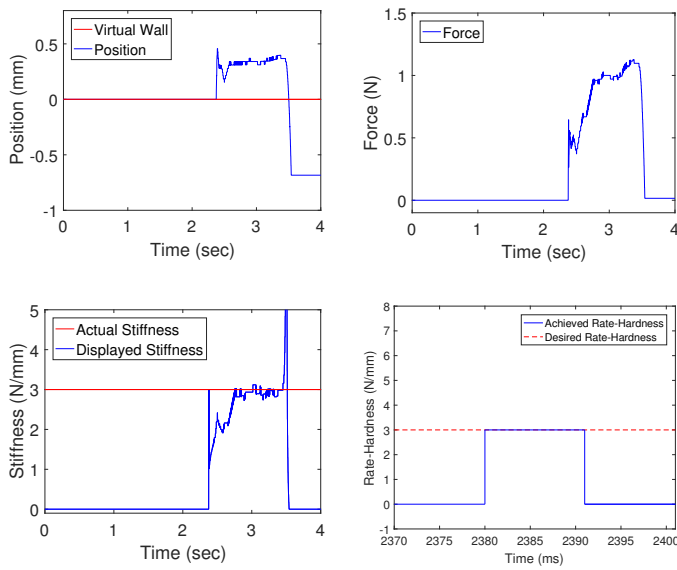 Virtual Wall
Position
0.5
0
-0.5
-1
Position (mm)
0 1 2 3 4
Time (sec)
Force
1.5
1
0.5
0
Force (N)
0 1 2 3 4
Time (sec)
Actual Stiffness
Displayed Stiffness
5
4
3
2
1
0
Stiffness (N/mm)
0 1 2 3 4
Time (sec)
Achieved Rate-Hardness
Desired Rate-Hardness
8
7
6
5
4
3
2
1
0
-1
Rate-Hardness (N/mm)
2370 2375 2380 2385 2390 2395 2400
Time (ms)